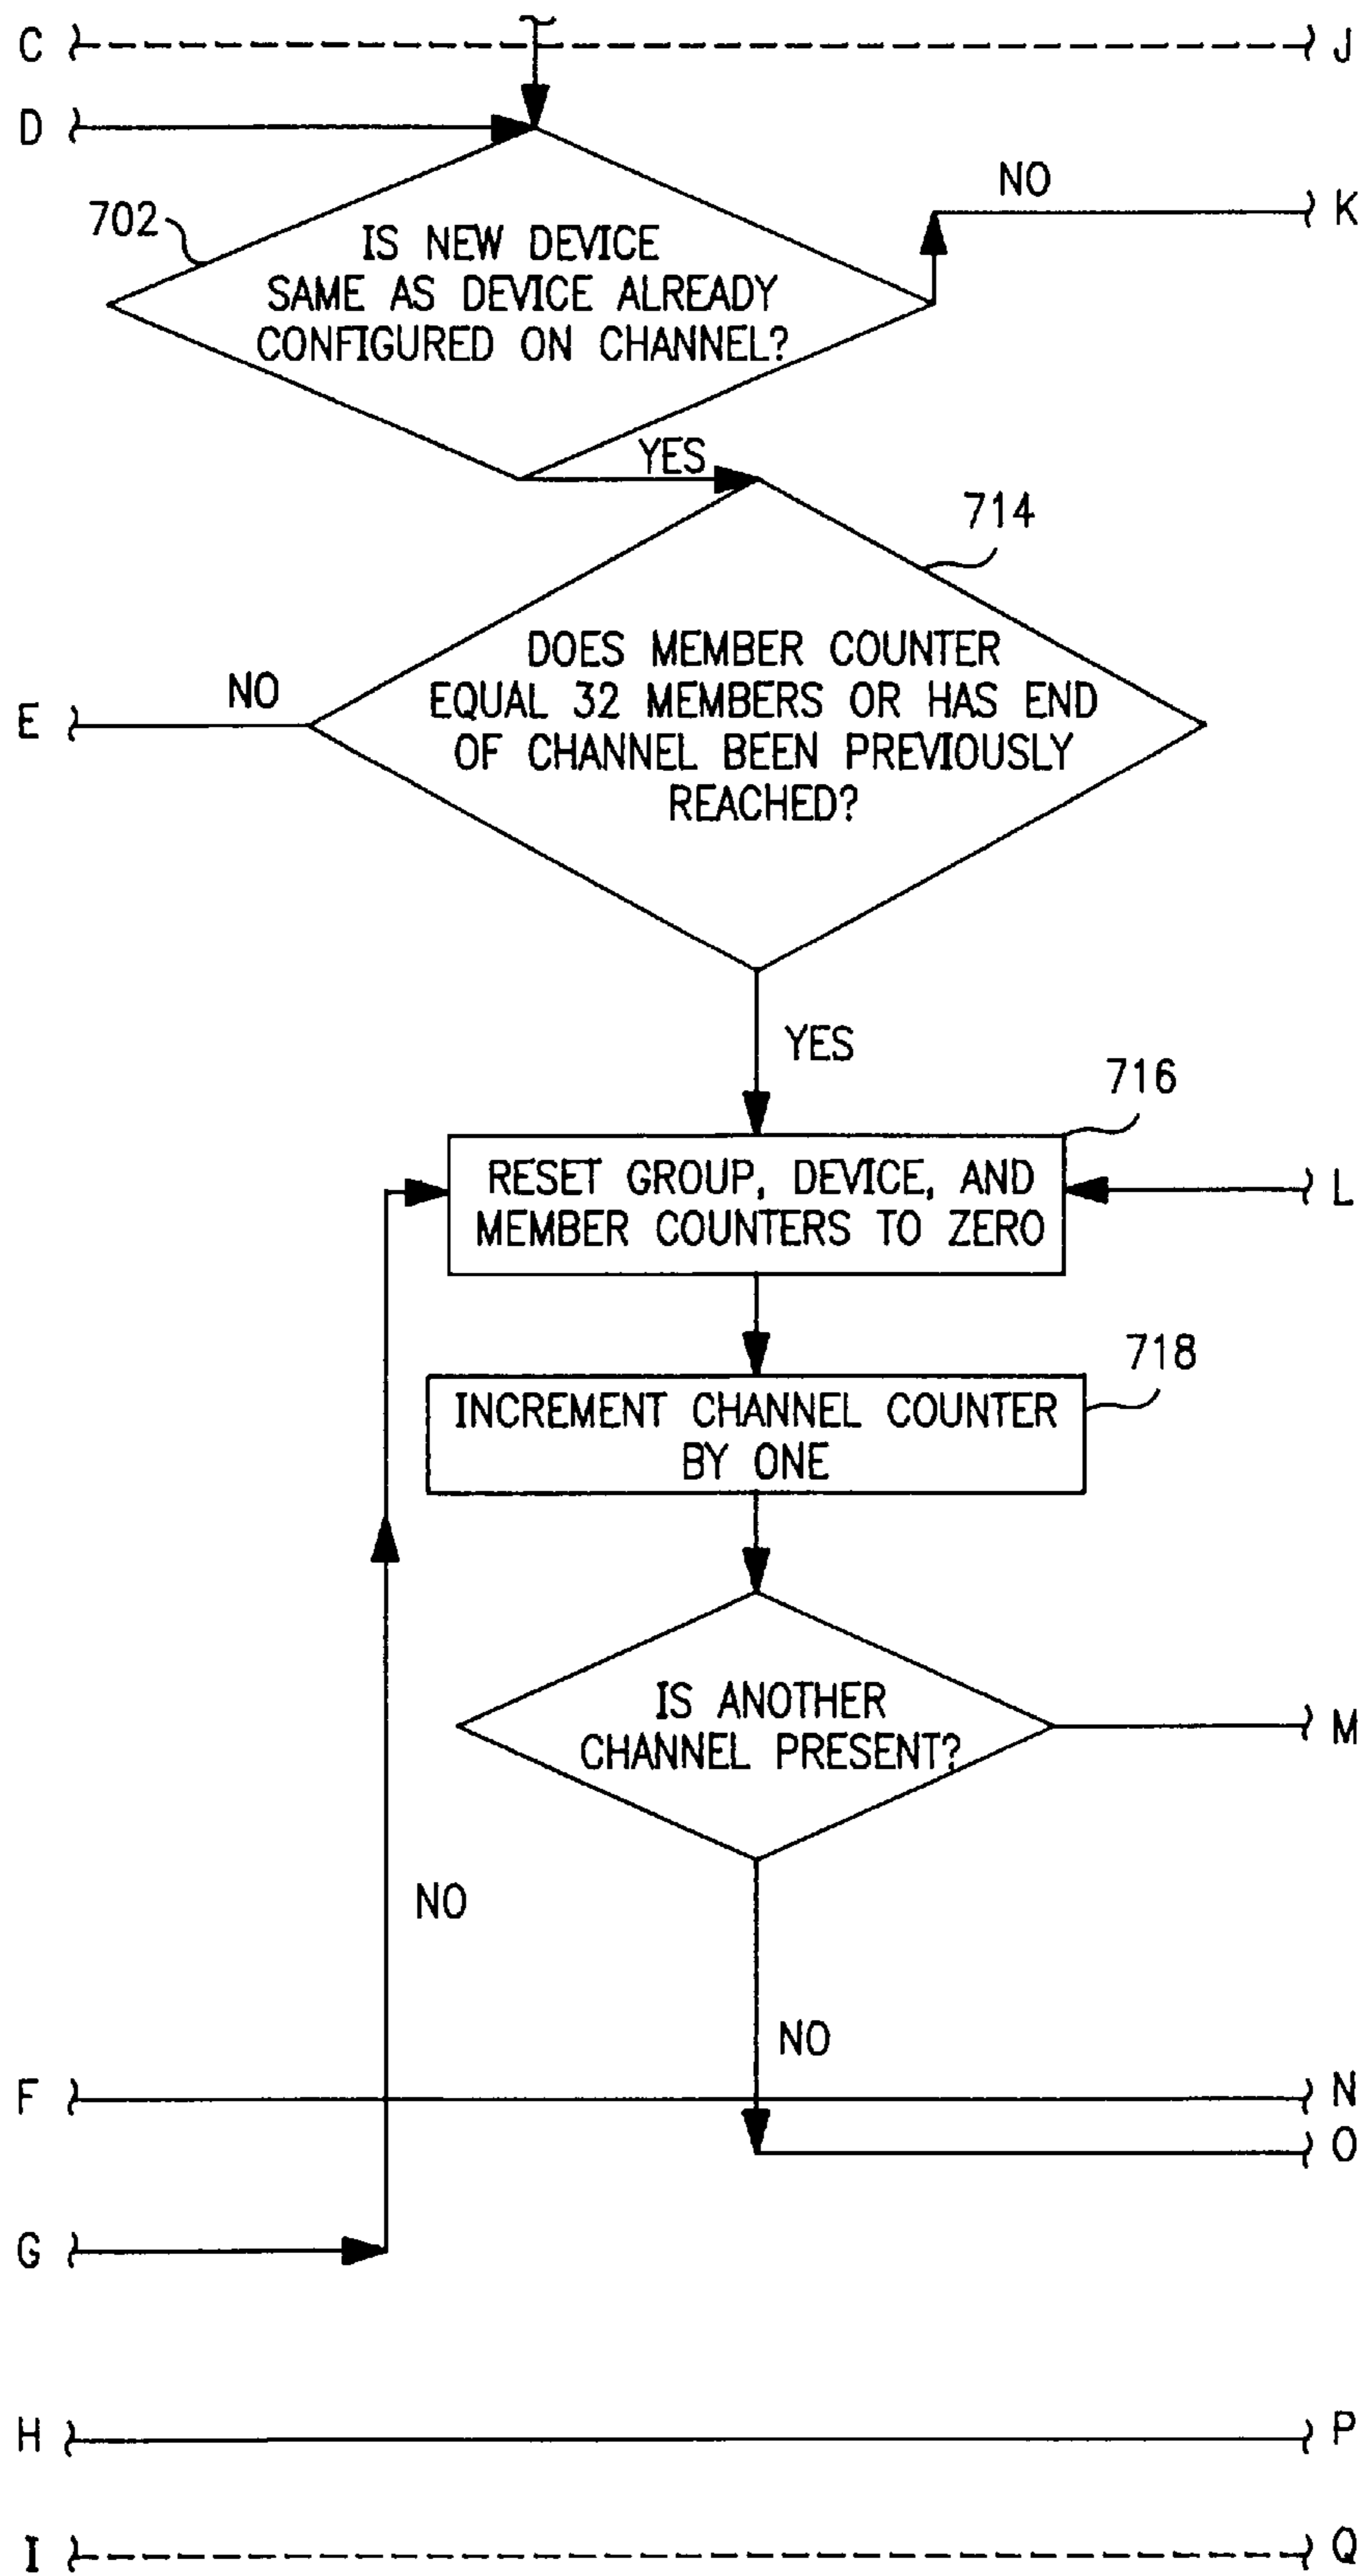 C
J
D
NO
K
702
IS NEW DEVICE
SAME AS DEVICE ALREADY
CONFIGURED ON CHANNEL?
YES
714
DOES MEMBER COUNTER
EQUAL 32 MEMBERS OR HAS END
OF CHANNEL BEEN PREVIOUSLY
REACHED?
NO
E
YES
716
RESET GROUP, DEVICE, AND
MEMBER COUNTERS TO ZERO
L
718
INCREMENT CHANNEL COUNTER
BY ONE
IS ANOTHER
CHANNEL PRESENT?
M
NO
NO
F
N
O
G
H
P
I
Q